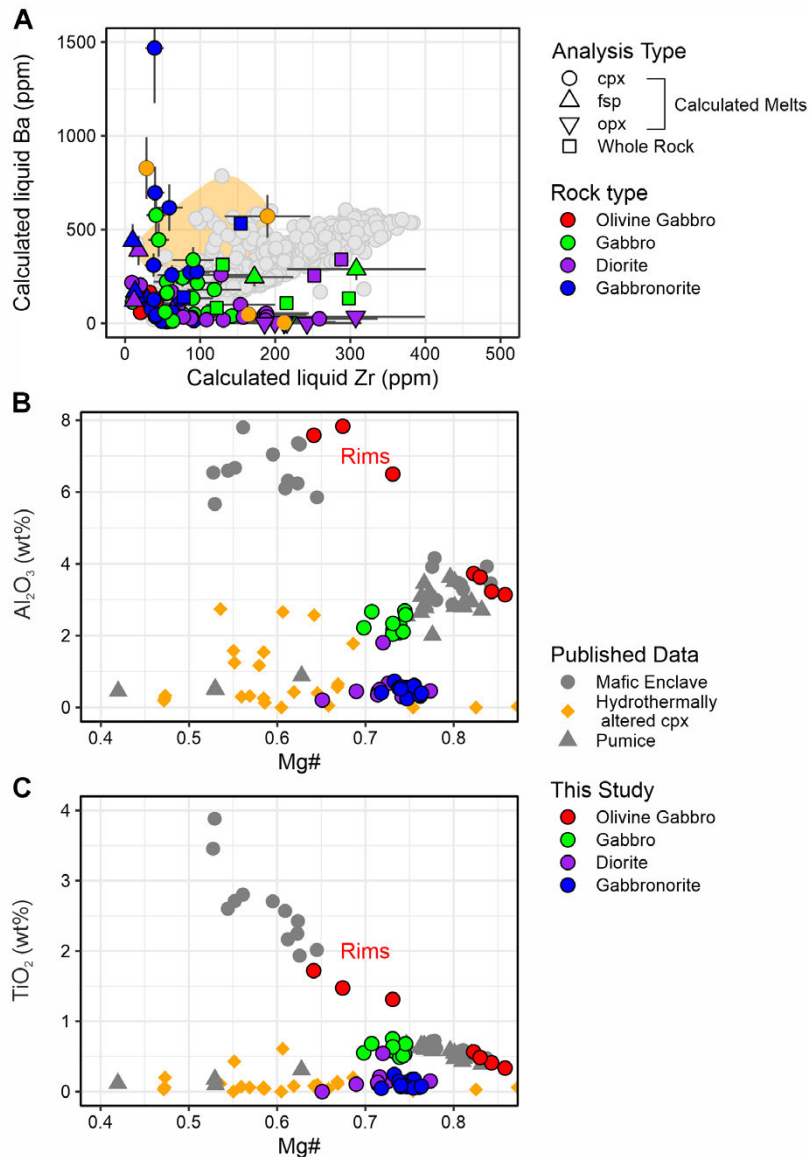 A
Calculated liquid Ba (ppm)
1500
1000
500
0
0 100 200 300 400 500
Calculated liquid Zr (ppm)
Analysis Type
cpx
fsp
opx
Calculated Melts
Whole Rock
Rock type
Olivine Gabbro
Gabbro
Diorite
Gabbronorite
B
Al₂O₃ (wt%)
8
6
4
2
0
Rims
0.4 0.5 0.6 0.7 0.8
Mg#
Published Data
Mafic Enclave
Hydrothermally
altered cpx
Pumice
C
TiO₂ (wt%)
4
3
2
1
0
Rims
0.4 0.5 0.6 0.7 0.8
Mg#
This Study
Olivine Gabbro
Gabbro
Diorite
Gabbronorite